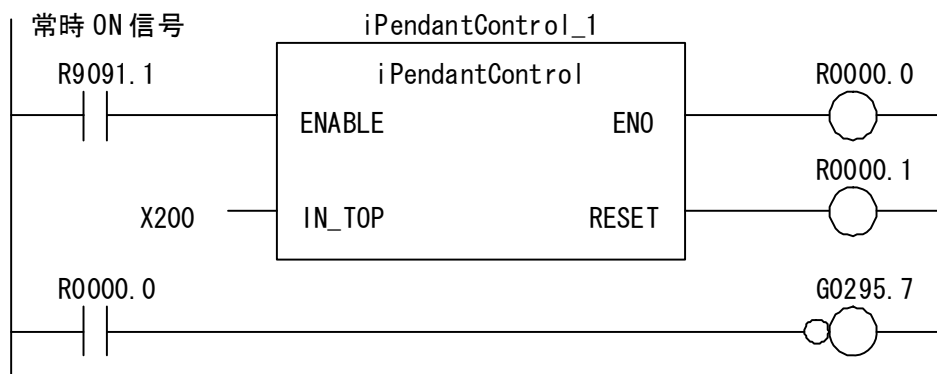 常時 ON 信号 iPendantControl_1
R9091.1 iPendantControl R0000.0
ENABLE ENO
R0000.1
X200 IN_TOP RESET
R0000.0 G0295.7